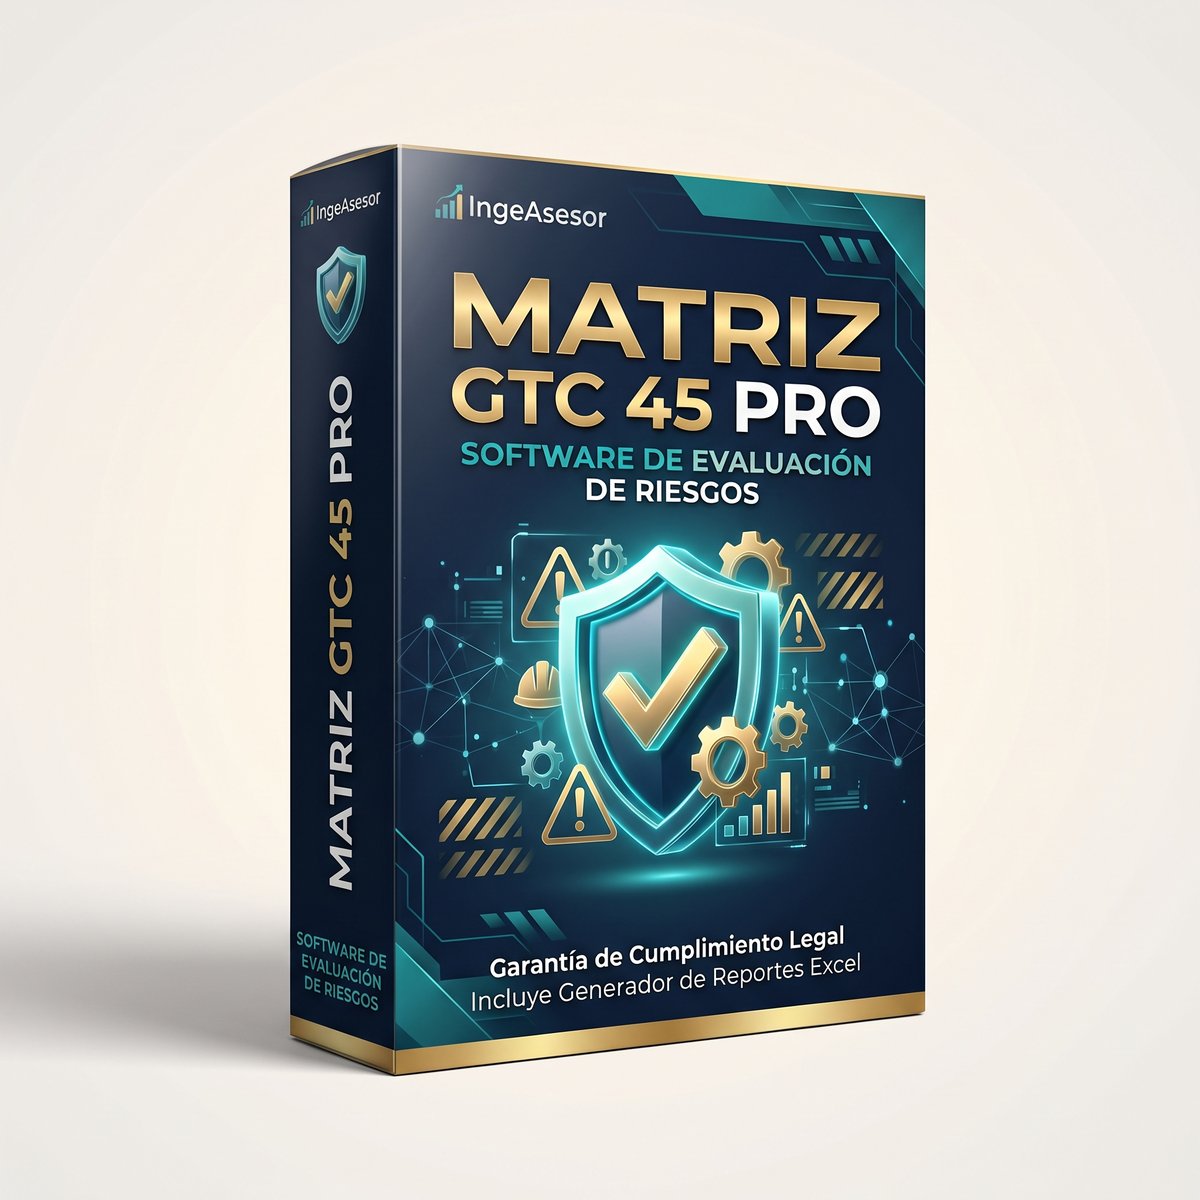 IngeAsesor
MATRIZ GTC 45 PRO
SOFTWARE DE
EVALUACIÓN
DE RIESGOS
IngeAsesor
MATRIZ
GTC 45 PRO
SOFTWARE DE EVALUACIÓN
DE RIESGOS
Garantía de Cumplimiento Legal
Incluye Generador de Reportes Excel